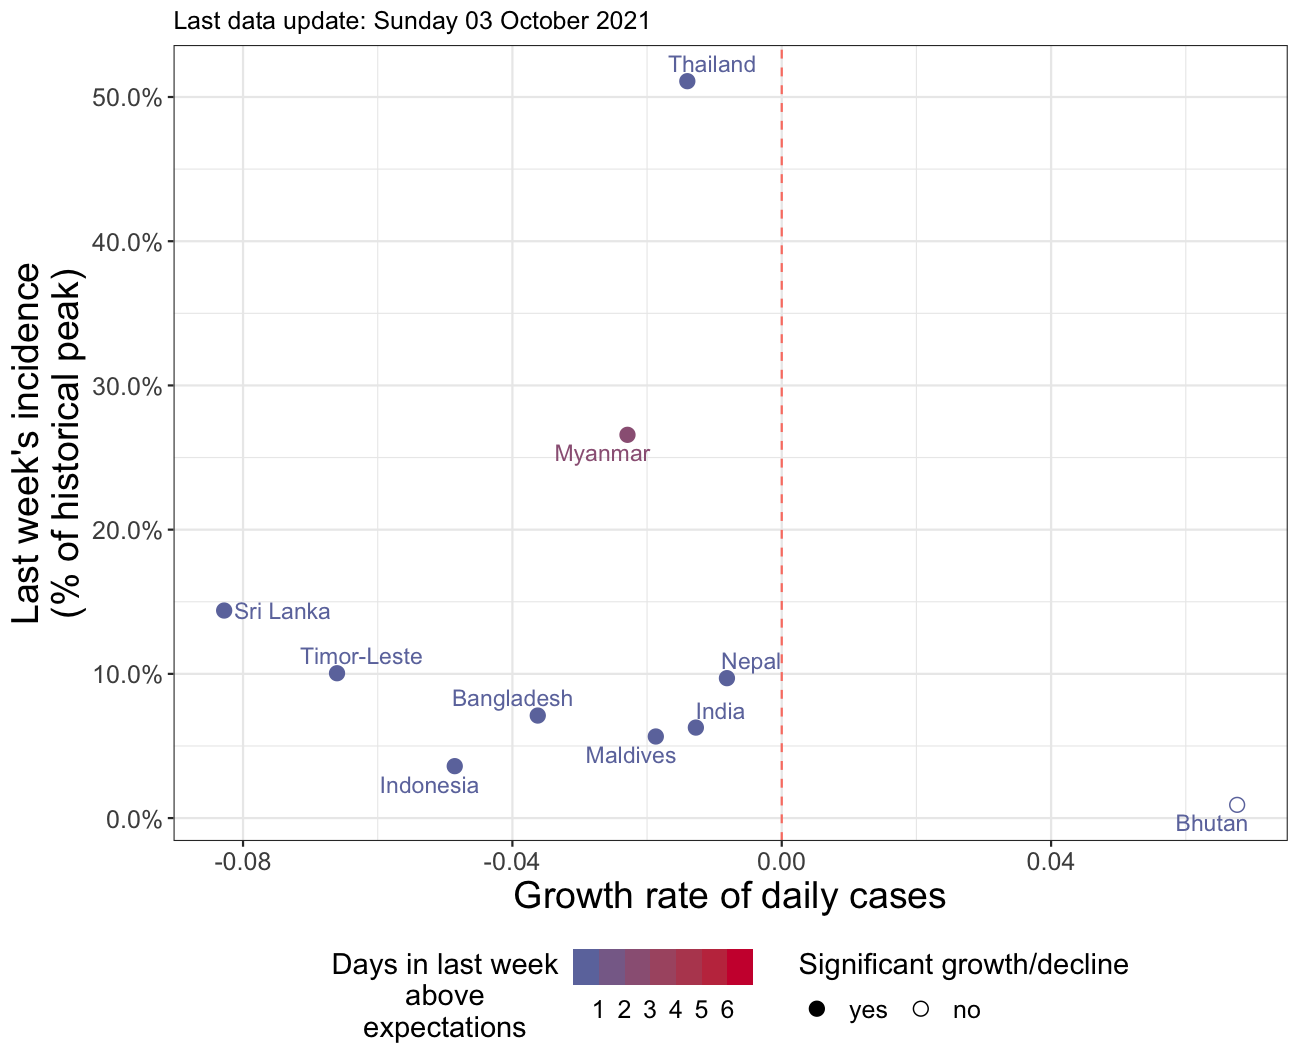 Last data update: Sunday 03 October 2021
Thailand
50.0%
40.0%
30.0%
Last week's incidence
(% of historical peak)
Myanmar
20.0%
Sri Lanka
Timor-Leste
Nepal
10.0%
Bangladesh
India
Maldives
Indonesia
0.0%
Bhutan
-0.08 -0.04 0.00 0.04
Growth rate of daily cases
Days in last week
above
expectations
1 2 3 4 5 6
Significant growth/decline
yes no